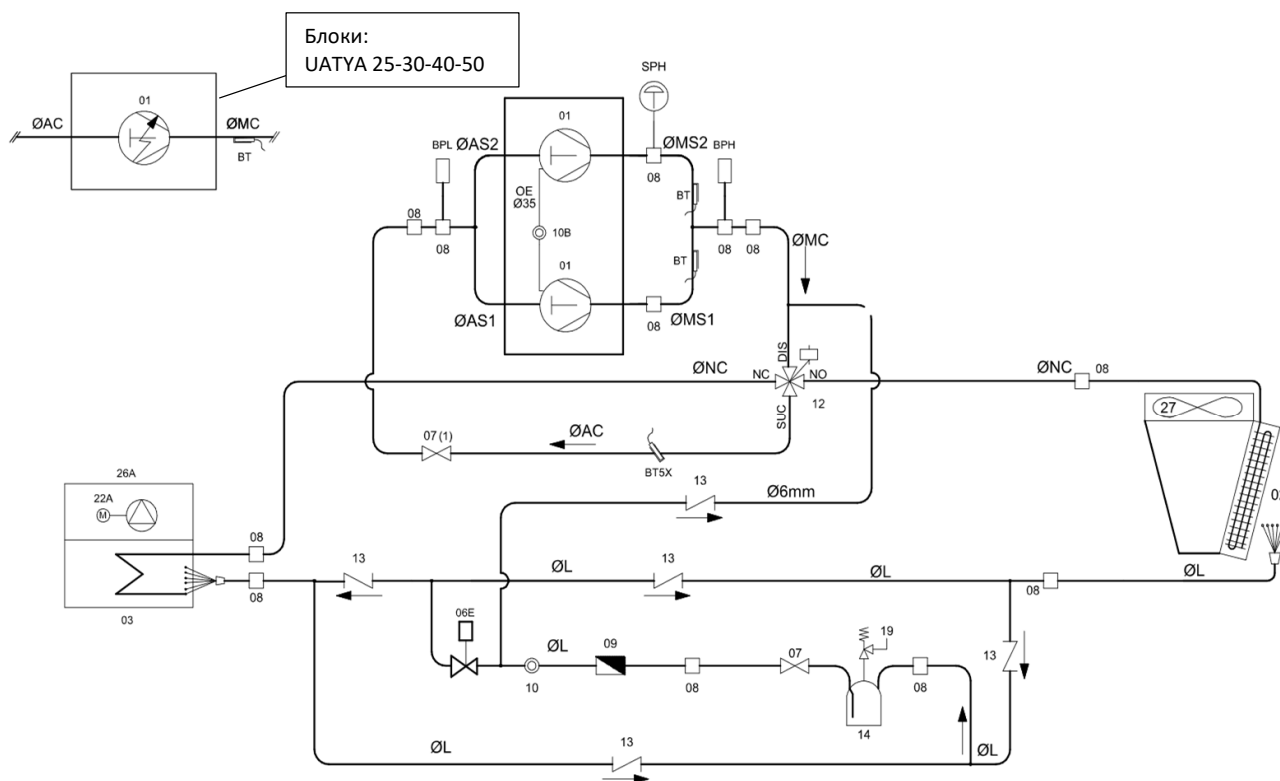 Блоки:
UATYA 25-30-40-50
SPH
01
01
ØAC
ØMC
BT
BPL
ØAS2
ØMS2
BPH
08
OE
Ø35
BT
08
10B
08
08
08
ØMC
01
BT
ØAS1
ØMS1
08
DIS
ØNC
NC
NO
ØNC
08
12
SUC
27
ØAC
07(1)
BT5X
26A
13
Ø6mm
22A
M
08
13
13
ØL
ØL
ØL
08
08
03
06E
09
19
ØL
07
13
10
08
08
14
13
ØL
ØL